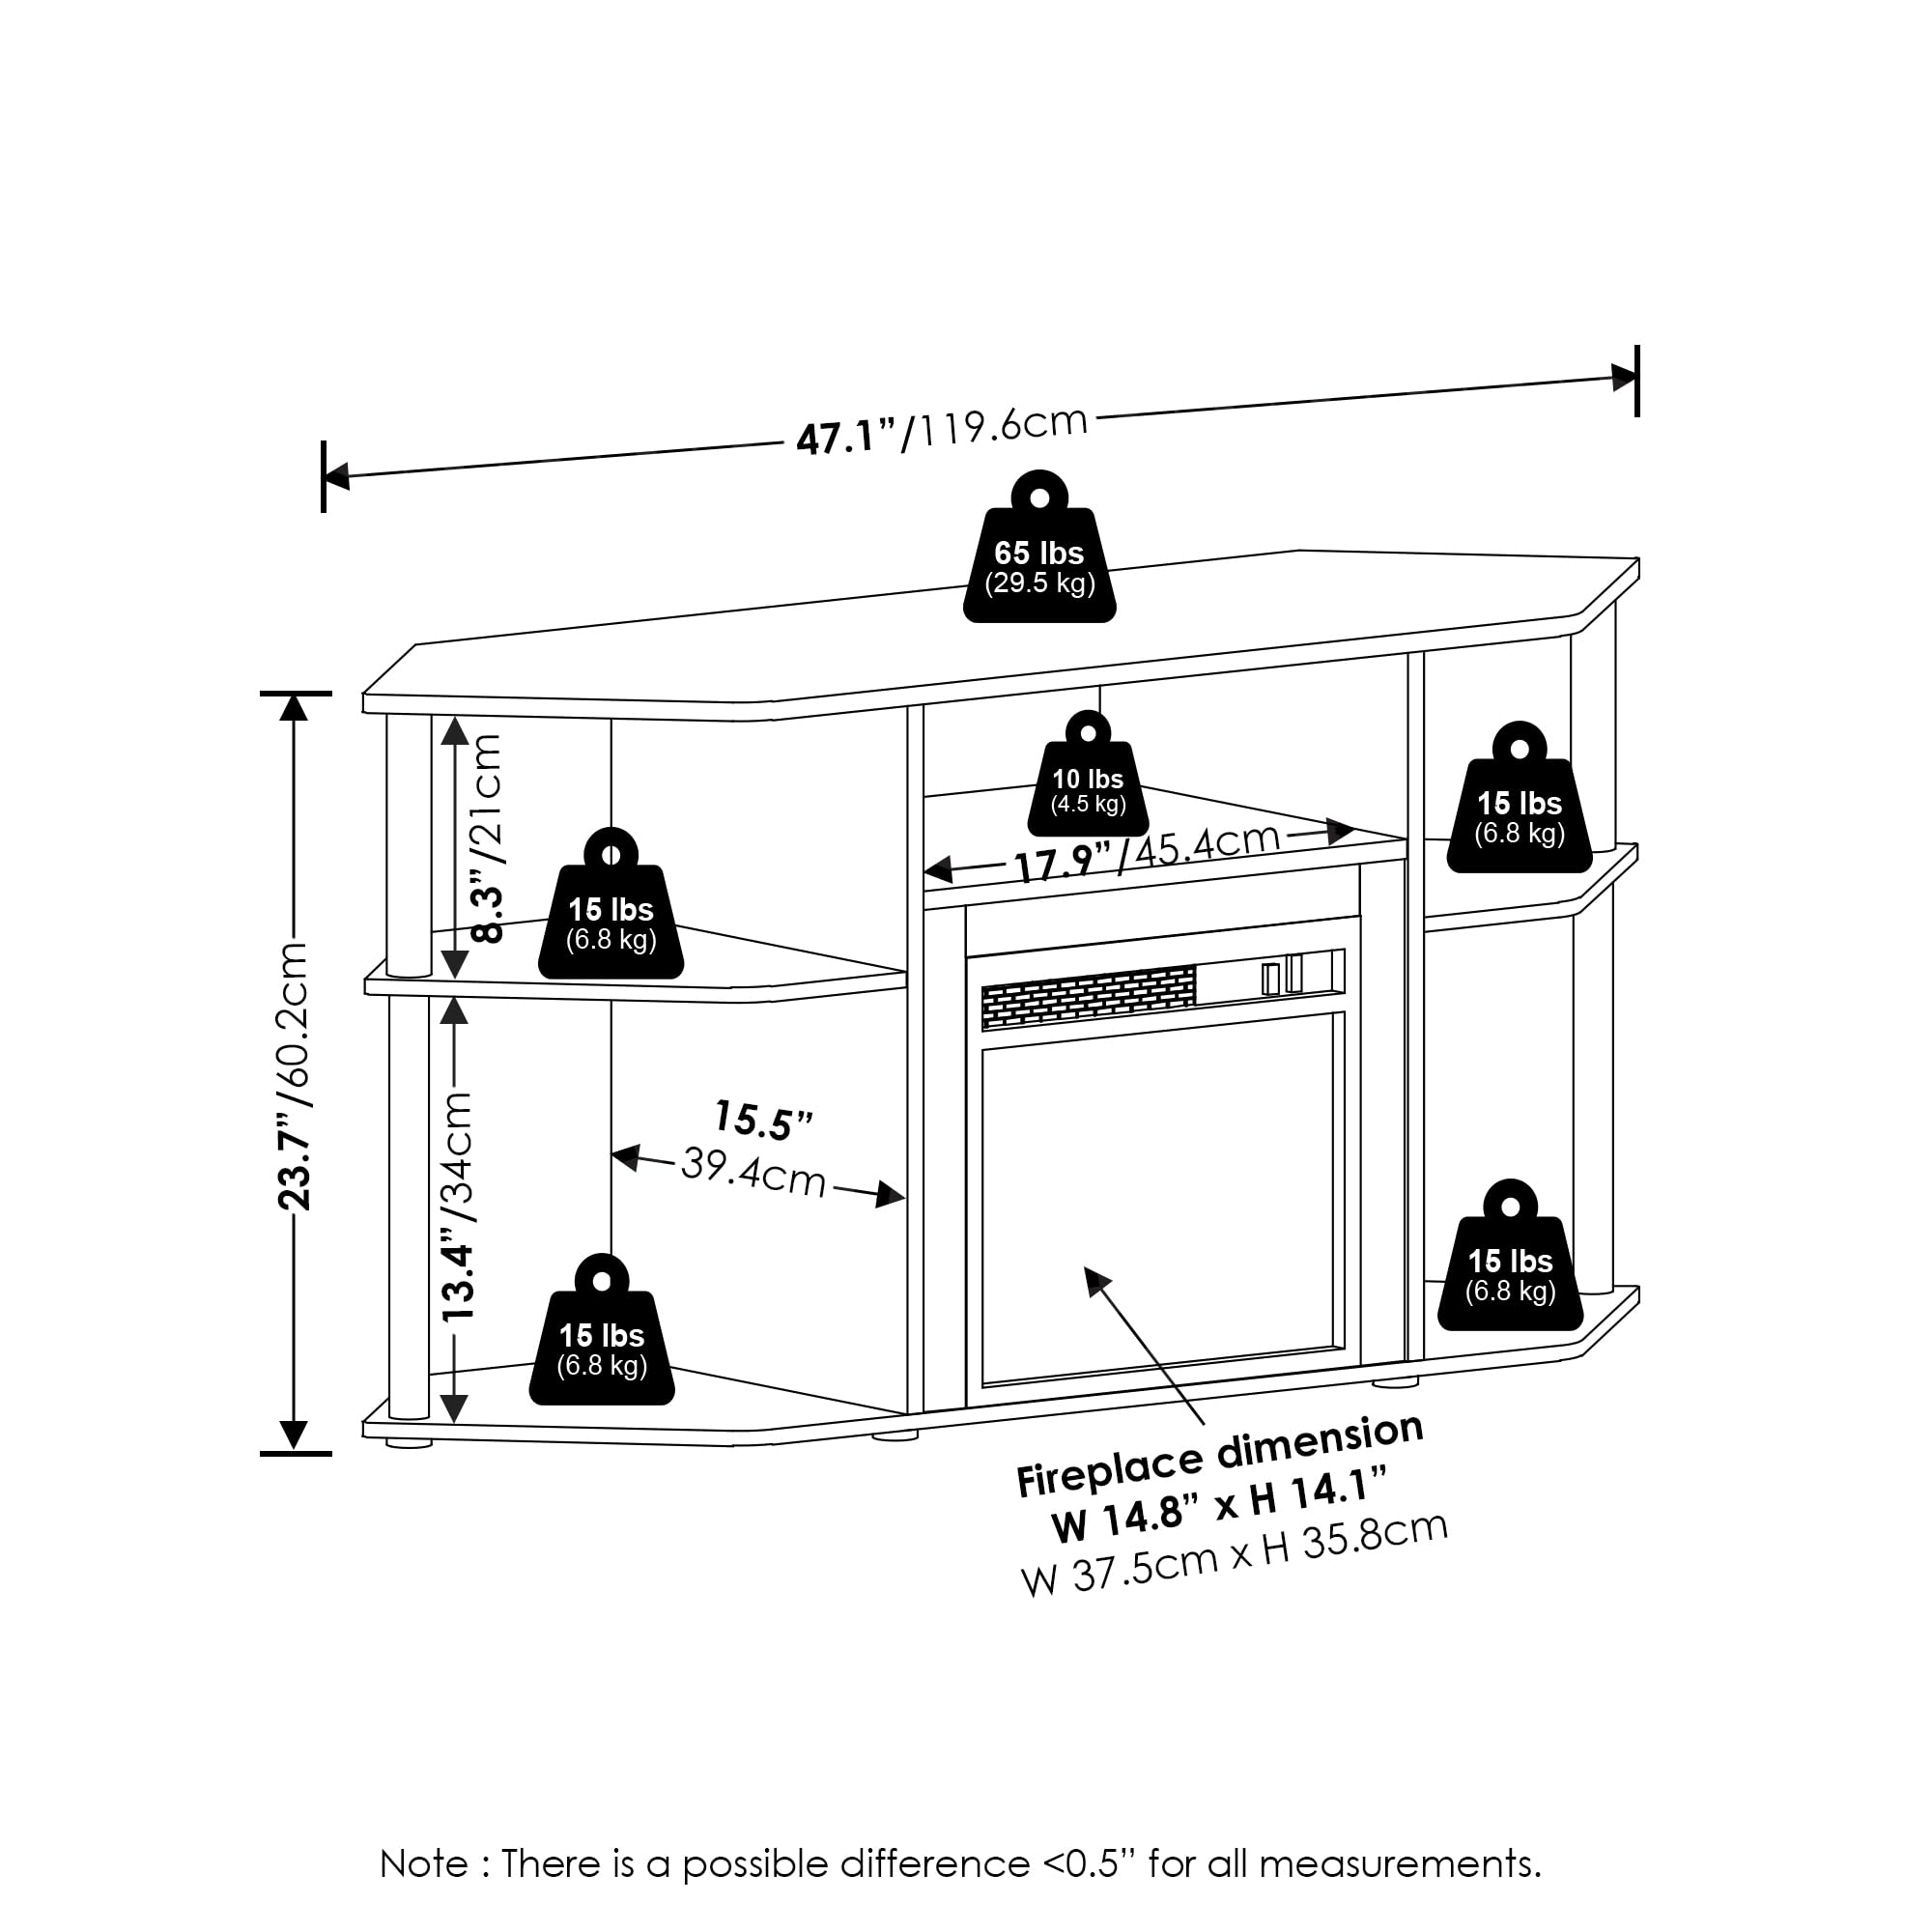 47.1”/119.6cm
65 lbs
(29.5 kg)
8.3”/21cm
10 lbs
(4.5 kg)
15 lbs
(6.8 kg)
17.9”/45.4cm
15 lbs
(6.8 kg)
23.7”/60.2cm
13.4”/34cm
15.5”
39.4cm
15 lbs
(6.8 kg)
15 lbs
(6.8 kg)
Fireplace dimension
W 14.8” x H 14.1”
W 37.5cm x H 35.8cm
Note : There is a possible difference <0.5” for all measurements.